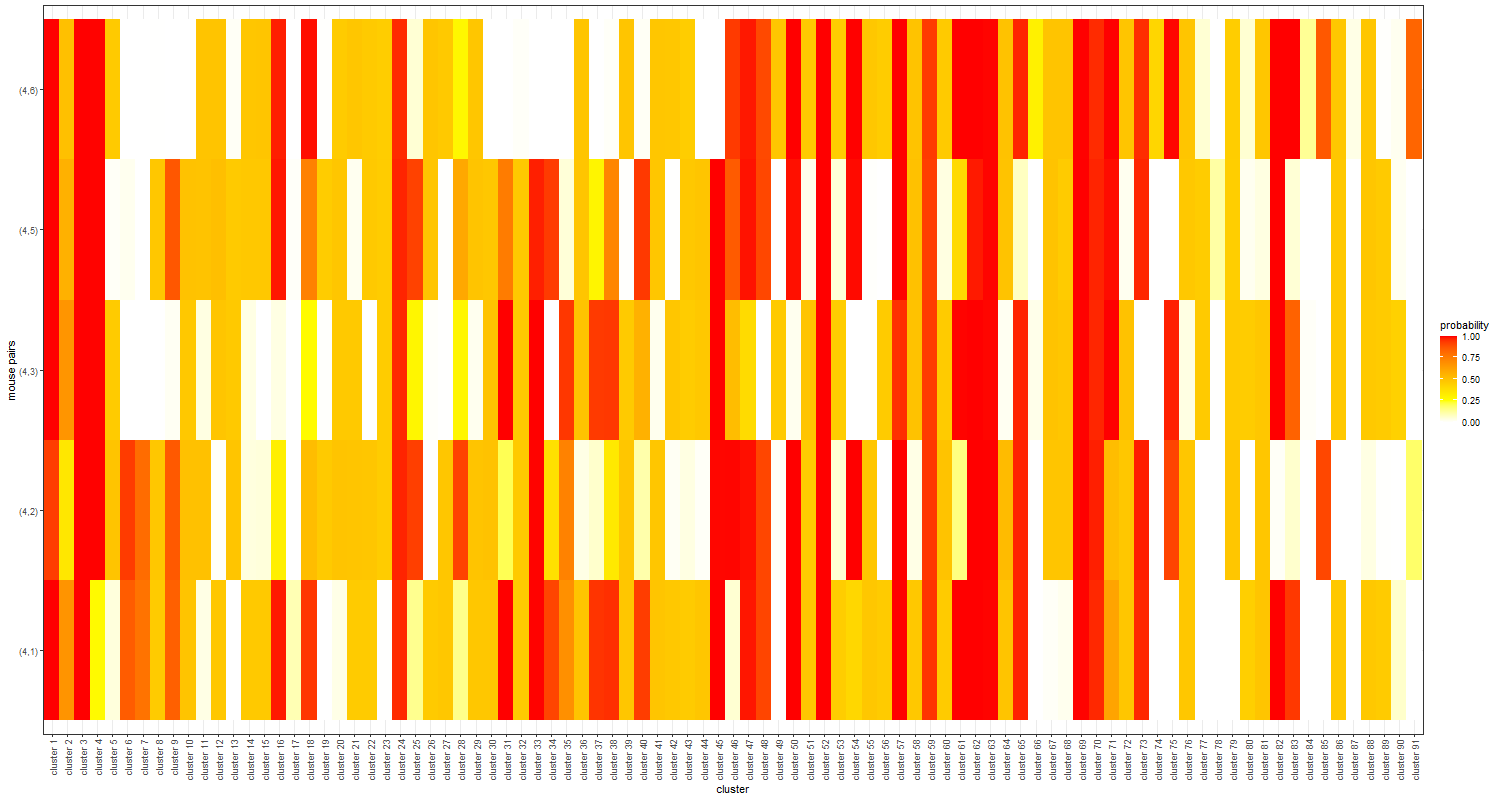 (4,6)
(4,5)
(4,3)
(4,2)
(4,1)
mouse pairs
cluster 1
cluster 2
cluster 3
cluster 4
cluster 5
cluster 6
cluster 7
cluster 8
cluster 9
cluster 10
cluster 11
cluster 12
cluster 13
cluster 14
cluster 15
cluster 16
cluster 17
cluster 18
cluster 19
cluster 20
cluster 21
cluster 22
cluster 23
cluster 24
cluster 25
cluster 26
cluster 27
cluster 28
cluster 29
cluster 30
cluster 31
cluster 32
cluster 33
cluster 34
cluster 35
cluster 36
cluster 37
cluster 38
cluster 39
cluster 40
cluster 41
cluster 42
cluster 43
cluster 44
cluster 45
cluster 46
cluster 47
cluster 48
cluster 49
cluster 50
cluster 51
cluster 52
cluster 53
cluster 54
cluster 55
cluster 56
cluster 57
cluster 58
cluster 59
cluster 60
cluster 61
cluster 62
cluster 63
cluster 64
cluster 65
cluster 66
cluster 67
cluster 68
cluster 69
cluster 70
cluster 71
cluster 72
cluster 73
cluster 74
cluster 75
cluster 76
cluster 77
cluster 78
cluster 79
cluster 80
cluster 81
cluster 82
cluster 83
cluster 84
cluster 85
cluster 86
cluster 87
cluster 88
cluster 89
cluster 90
cluster 91
cluster
probability
1.00
0.75
0.50
0.25
0.00